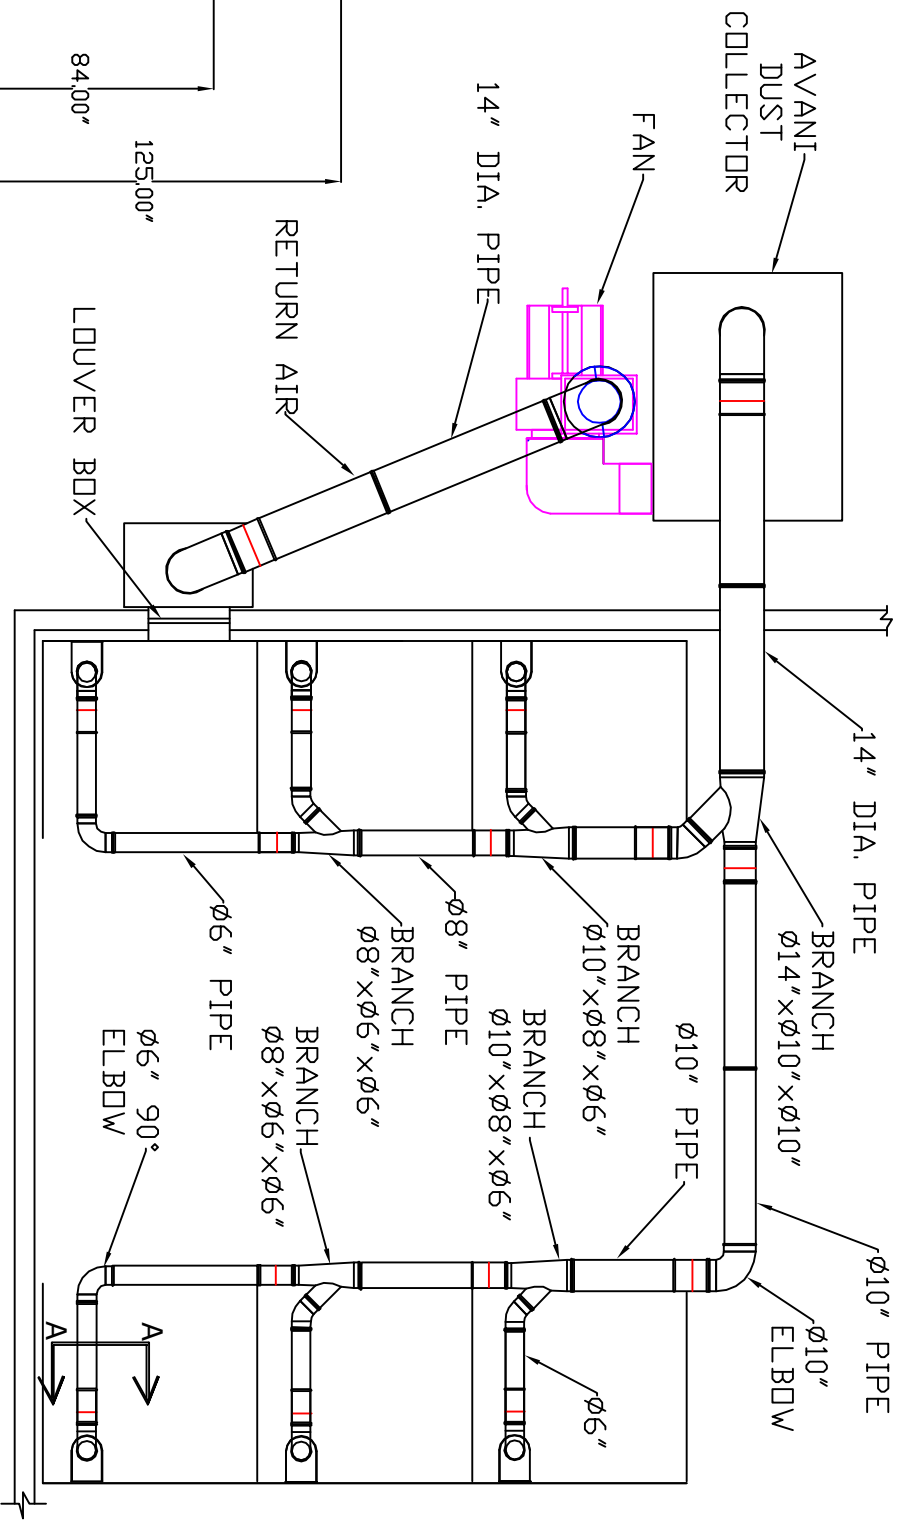 AVANI
DUST
COLLECTOR
FAN
14" DIA. PIPE
RETURN AIR
LOUVER BOX
84.00"
125.00"
14" DIA. PIPE
BRANCH
Ø14"xØ10"xØ10"
BRANCH
Ø10"xØ8"xØ6"
Ø8" PIPE
BRANCH
Ø8"xØ6"xØ6"
Ø6" PIPE
Ø10" PIPE
BRANCH
Ø10"xØ8"xØ6"
BRANCH
Ø8"xØ6"xØ6"
Ø6" 90°
ELBOW
Ø10" PIPE
Ø10"
ELBOW
Ø6"
A
A